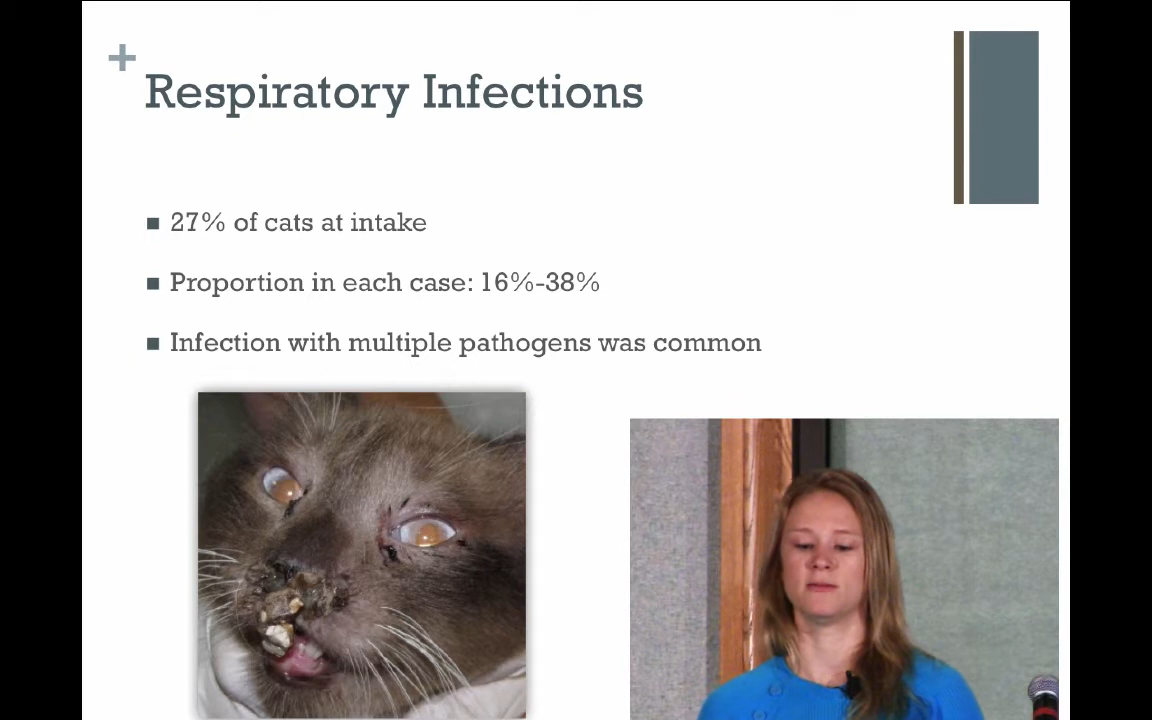 Respiratory Infections
27% of cats at intake
Proportion in each case: 16%-38%
Infection with multiple pathogens was common